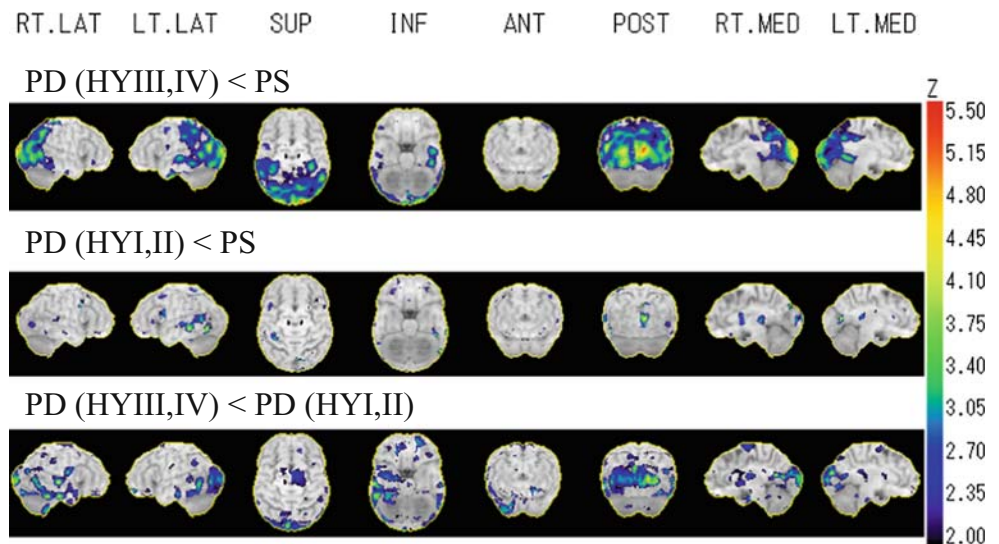 RT.LAT LT.LAT SUP INF ANT POST RT.MED LT.MED
PD (HYIII,IV) < PS
PD (HYI,II) < PS
PD (HYIII,IV) < PD (HYI,II)
Z
5.50
5.15
4.80
4.45
4.10
3.75
3.40
3.05
2.70
2.35
2.00